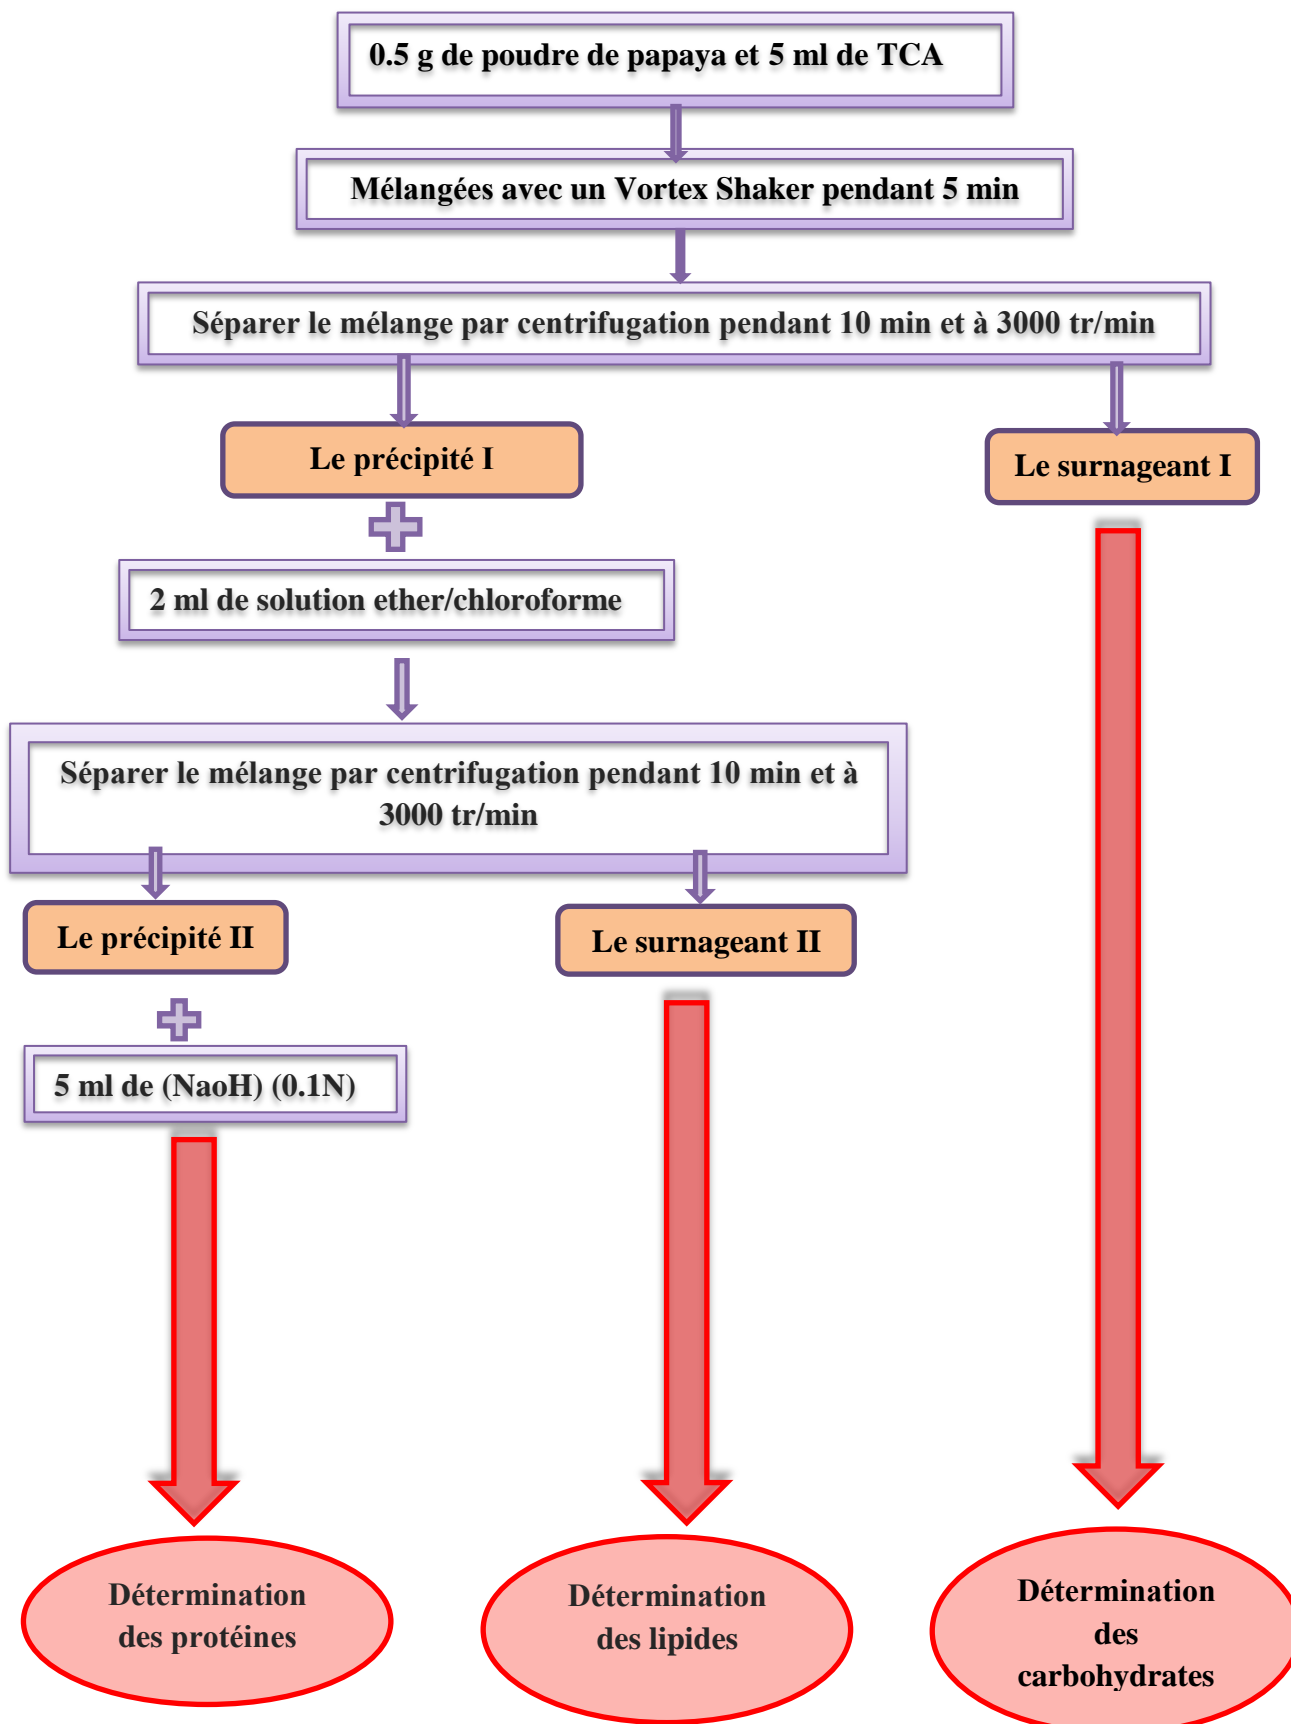 0.5 g de poudre de papaya et 5 ml de TCA
Mélangées avec un Vortex Shaker pendant 5 min
Séparer le mélange par centrifugation pendant 10 min et à 3000 tr/min
Le précipité I
Le surnageant I
2 ml de solution ether/chloroforme
Séparer le mélange par centrifugation pendant 10 min et à
3000 tr/min
Le précipité II
Le surnageant II
5 ml de (NaoH) (0.1N)
Détermination
des protéines
Détermination
des lipides
Détermination
des
carbohydrates